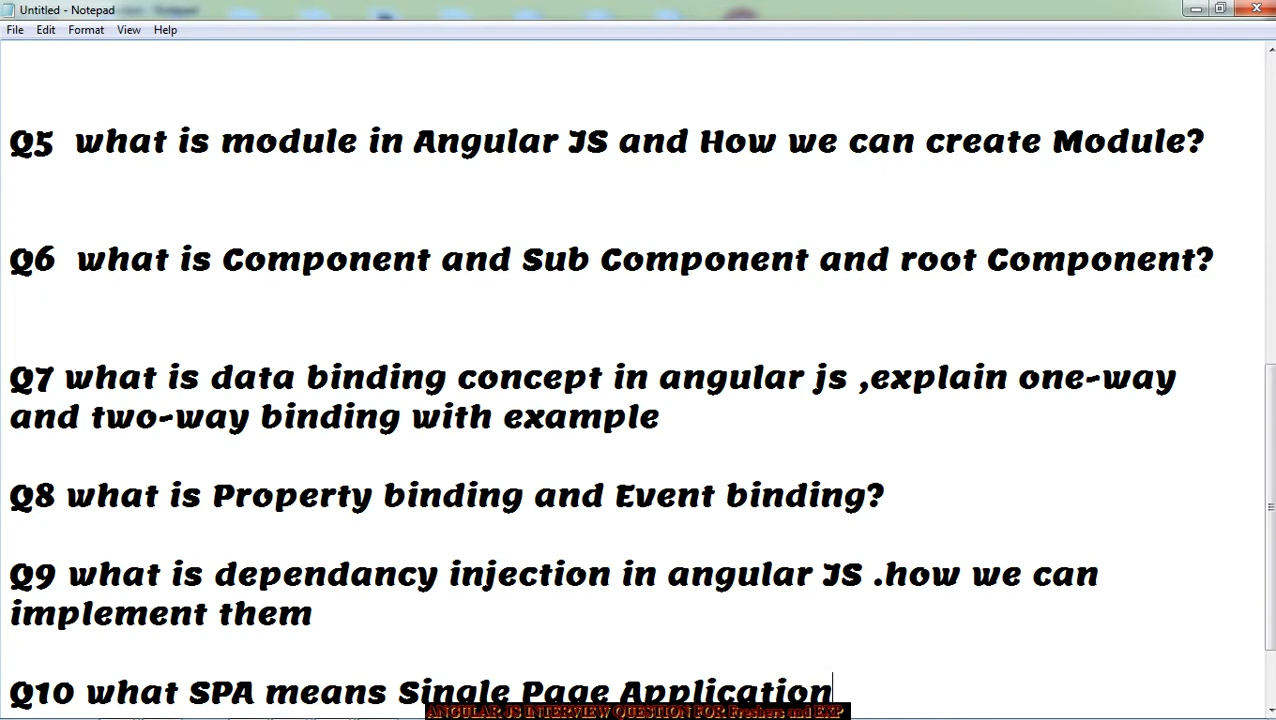 Untitled - Notepad
File Edit Format View Help
Q5 what is module in Angular JS and How we can create Module?
Q6 what is Component and Sub Component and root Component?
Q7 what is data binding concept in angular js ,explain one-way
and two-way binding with example
Q8 what is Property binding and Event binding?
Q9 what is dependancy injection in angular JS .how we can
implement them
Q10 what SPA means Single Page Application
ANGULAR JS INTERVIEW QUESTION FOR Freshers and EXP